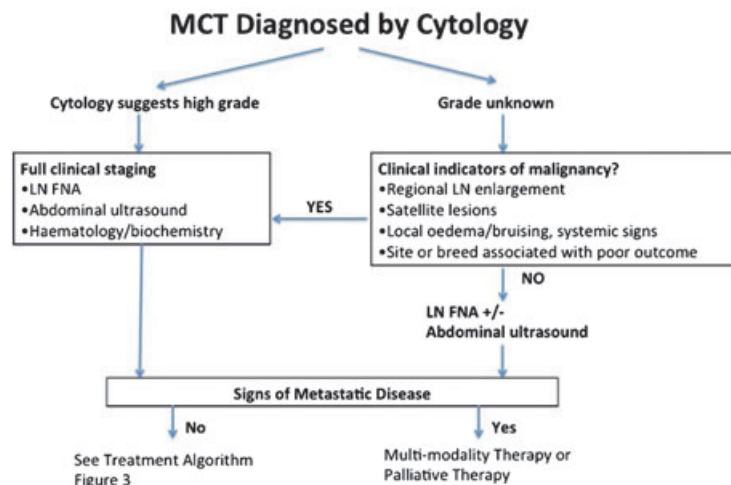 MCT Diagnosed by Cytology
Cytology suggests high grade
Grade unknown
Full clinical staging
•LN FNA
•Abdominal ultrasound
•Haematology/biochemistry
YES
Clinical indicators of malignancy?
•Regional LN enlargement
•Satellite lesions
•Local oedema/bruising, systemic signs
•Site or breed associated with poor outcome
NO
LN FNA +/-
Abdominal ultrasound
Signs of Metastatic Disease
No
Yes
See Treatment Algorithm
Figure 3
Multi-modality Therapy or
Palliative Therapy